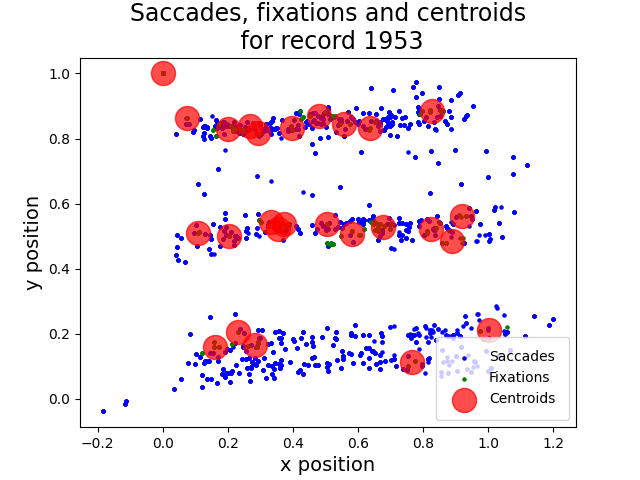 Saccades, fixations and centroids
for record 1953
y position
1.0
0.8
0.6
0.4
0.2
0.0
−0.2
0.0
0.2
0.4
0.6
0.8
1.0
1.2
x position
Saccades
Fixations
Centroids